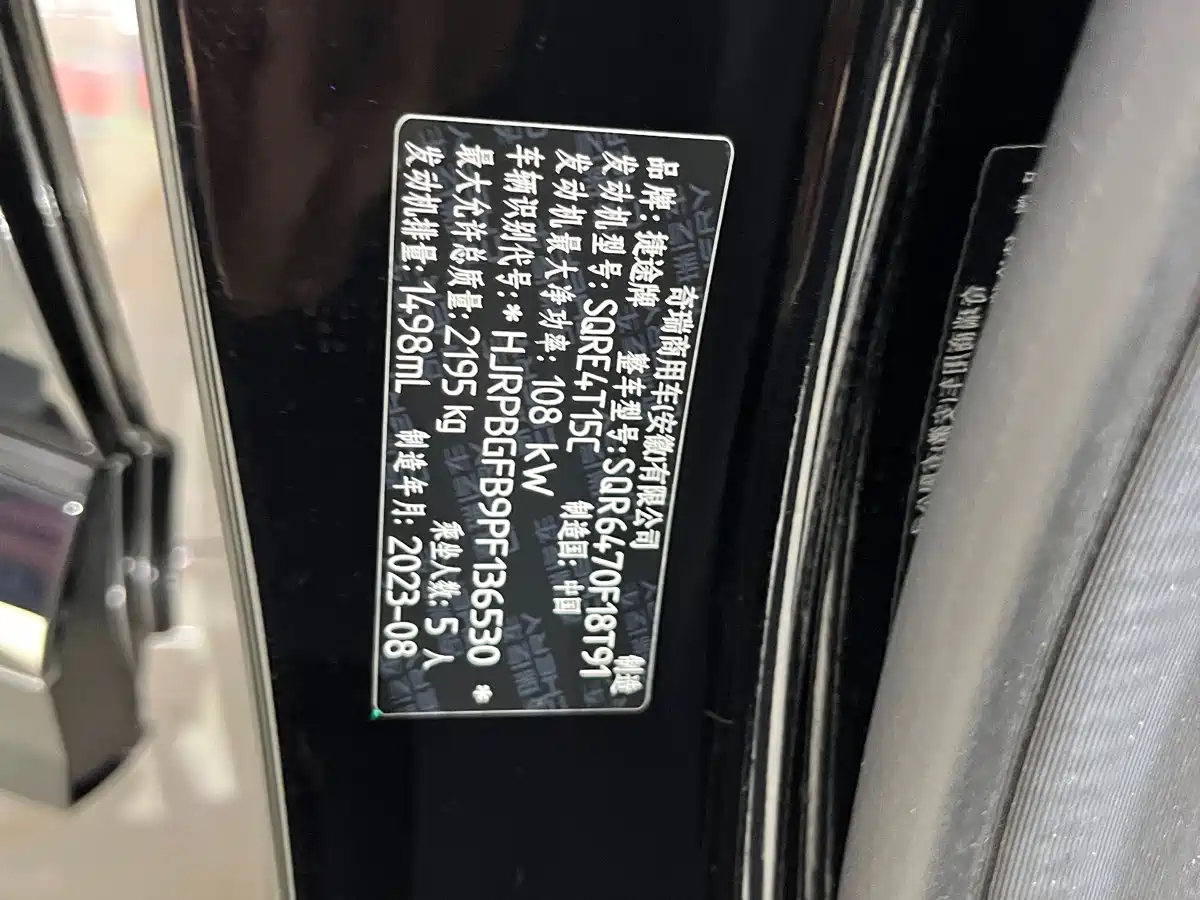 奇瑞商用车(安徽)有限公司 制造
品牌:捷途牌 整车型号:SQR6470F18T91
发动机型号:SQRE4T15C 制造国:中国
发动机最大净功率:108 kW
车辆识别代号:*HJRPBGFB9PF136530*
最大允许总质量:2195 kg 乘坐人数:5 人
发动机排量:1498mL 制造年月:2023-08